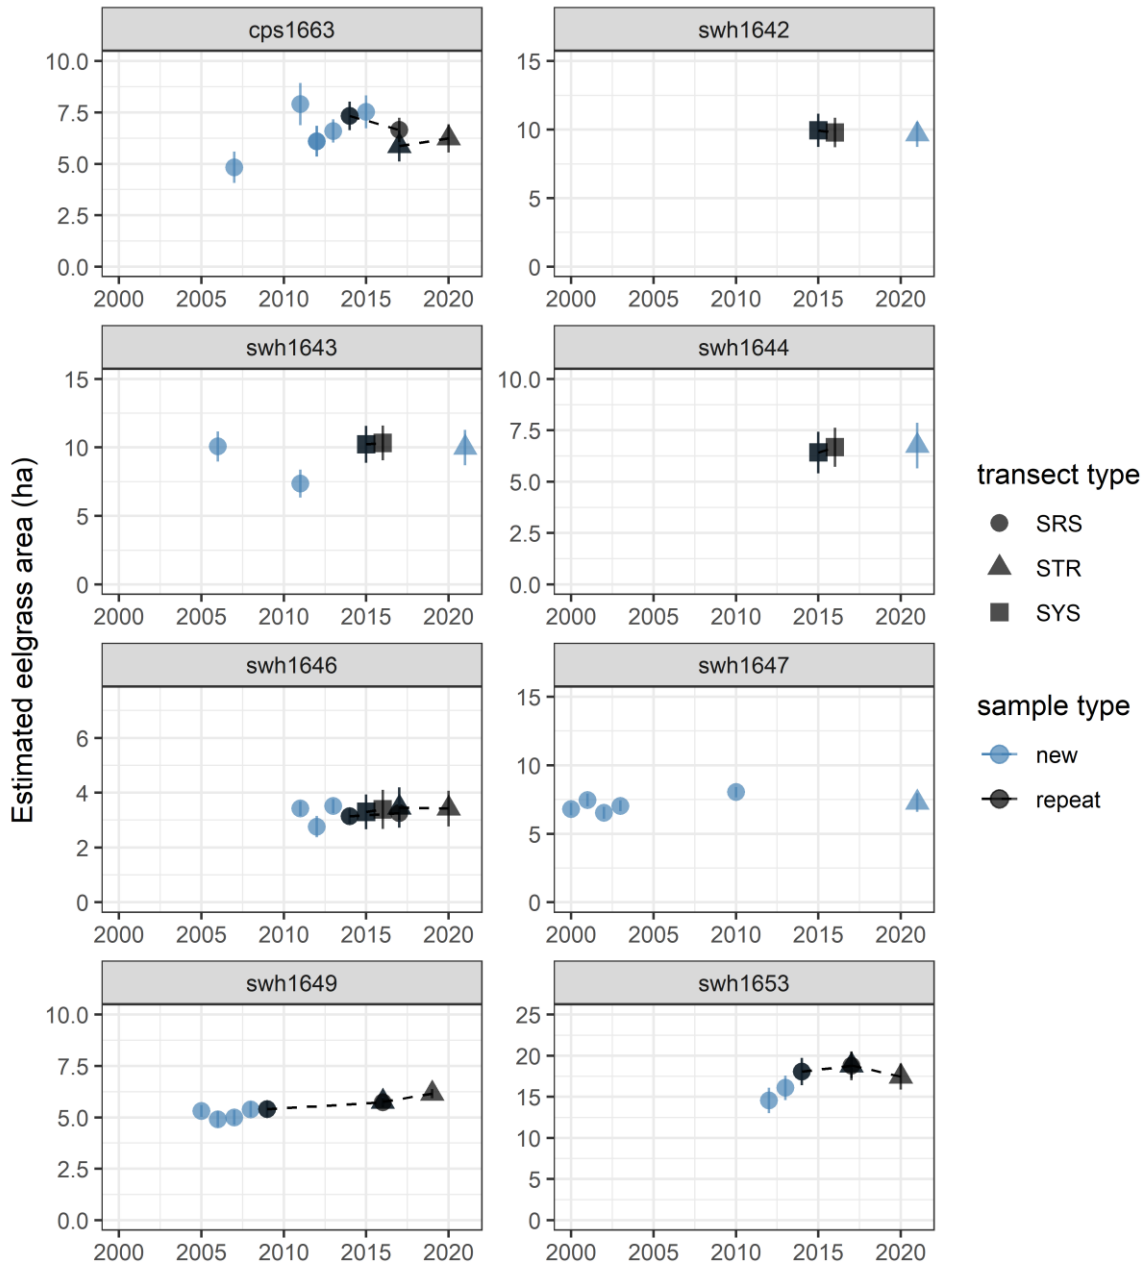 cps1663
swh1642
10.0
7.5
5.0
2.5
0.0
15
10
5
0
2000 2005 2010 2015 2020
2000 2005 2010 2015 2020
swh1643
swh1644
15
10
5
0
10.0
7.5
5.0
2.5
0.0
2000 2005 2010 2015 2020
2000 2005 2010 2015 2020
swh1646
swh1647
6
4
2
0
15
10
5
0
2000 2005 2010 2015 2020
2000 2005 2010 2015 2020
swh1649
swh1653
10.0
7.5
5.0
2.5
0.0
25
20
15
10
5
0
2000 2005 2010 2015 2020
2000 2005 2010 2015 2020
Estimated eelgrass area (ha)
transect type
SRS
STR
SYS
sample type
new
repeat